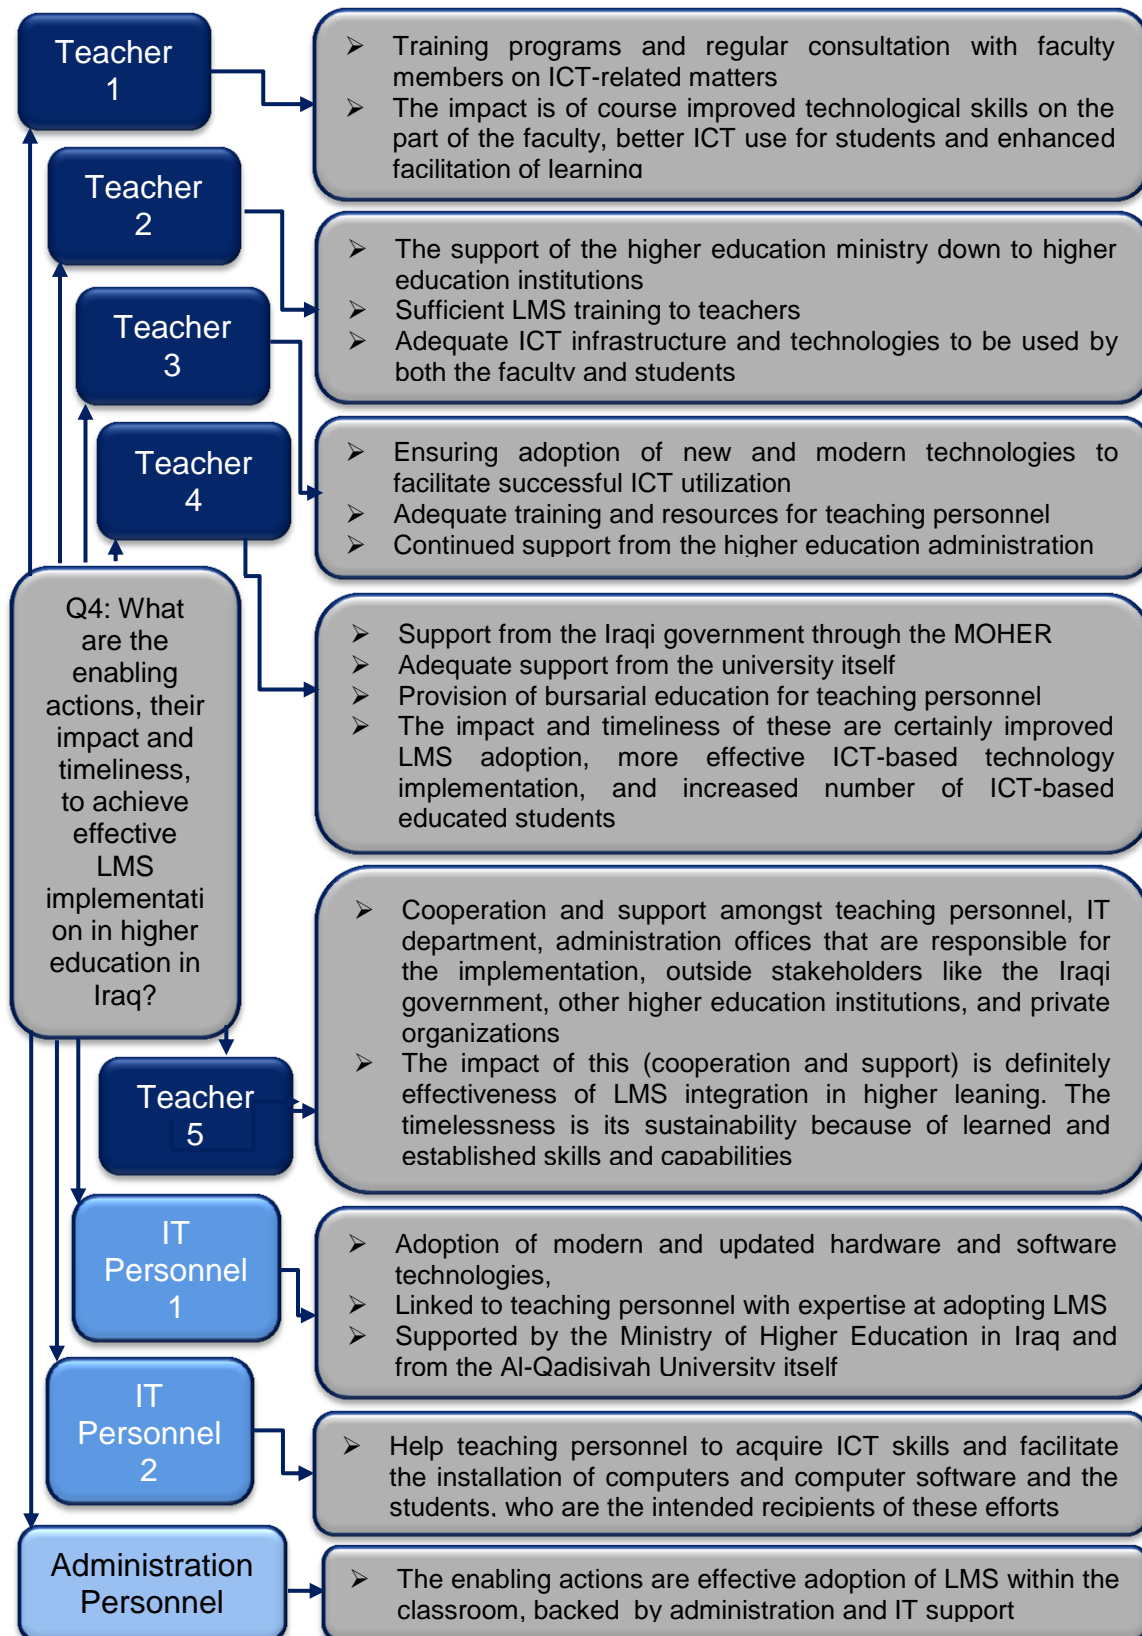 Teacher
1
➢ Training programs and regular consultation with faculty
members on ICT-related matters
➢ The impact is of course improved technological skills on the
part of the faculty, better ICT use for students and enhanced
facilitation of learning
Teacher
2
➢ The support of the higher education ministry down to higher
education institutions
➢ Sufficient LMS training to teachers
➢ Adequate ICT infrastructure and technologies to be used by
both the faculty and students
Teacher
3
➢ Ensuring adoption of new and modern technologies to
facilitate successful ICT utilization
➢ Adequate training and resources for teaching personnel
➢ Continued support from the higher education administration
Teacher
4
➢ Support from the Iraqi government through the MOHER
➢ Adequate support from the university itself
➢ Provision of bursarial education for teaching personnel
➢ The impact and timeliness of these are certainly improved
LMS adoption, more effective ICT-based technology
implementation, and increased number of ICT-based
educated students
Q4: What
are the
enabling
actions, their
impact and
timeliness,
to achieve
effective
LMS
implementati
on in higher
education in
Iraq?
➢ Cooperation and support amongst teaching personnel, IT
department, administration offices that are responsible for
the implementation, outside stakeholders like the Iraqi
government, other higher education institutions, and private
organizations
➢ The impact of this (cooperation and support) is definitely
effectiveness of LMS integration in higher leaning. The
timelessness is its sustainability because of learned and
established skills and capabilities
Teacher
5
IT
Personnel
1
➢ Adoption of modern and updated hardware and software
technologies,
➢ Linked to teaching personnel with expertise at adopting LMS
➢ Supported by the Ministry of Higher Education in Iraq and
from the Al-Qadisiyah University itself
IT
Personnel
2
➢ Help teaching personnel to acquire ICT skills and facilitate
the installation of computers and computer software and the
students, who are the intended recipients of these efforts
Administration
Personnel
➢ The enabling actions are effective adoption of LMS within the
classroom, backed by administration and IT support